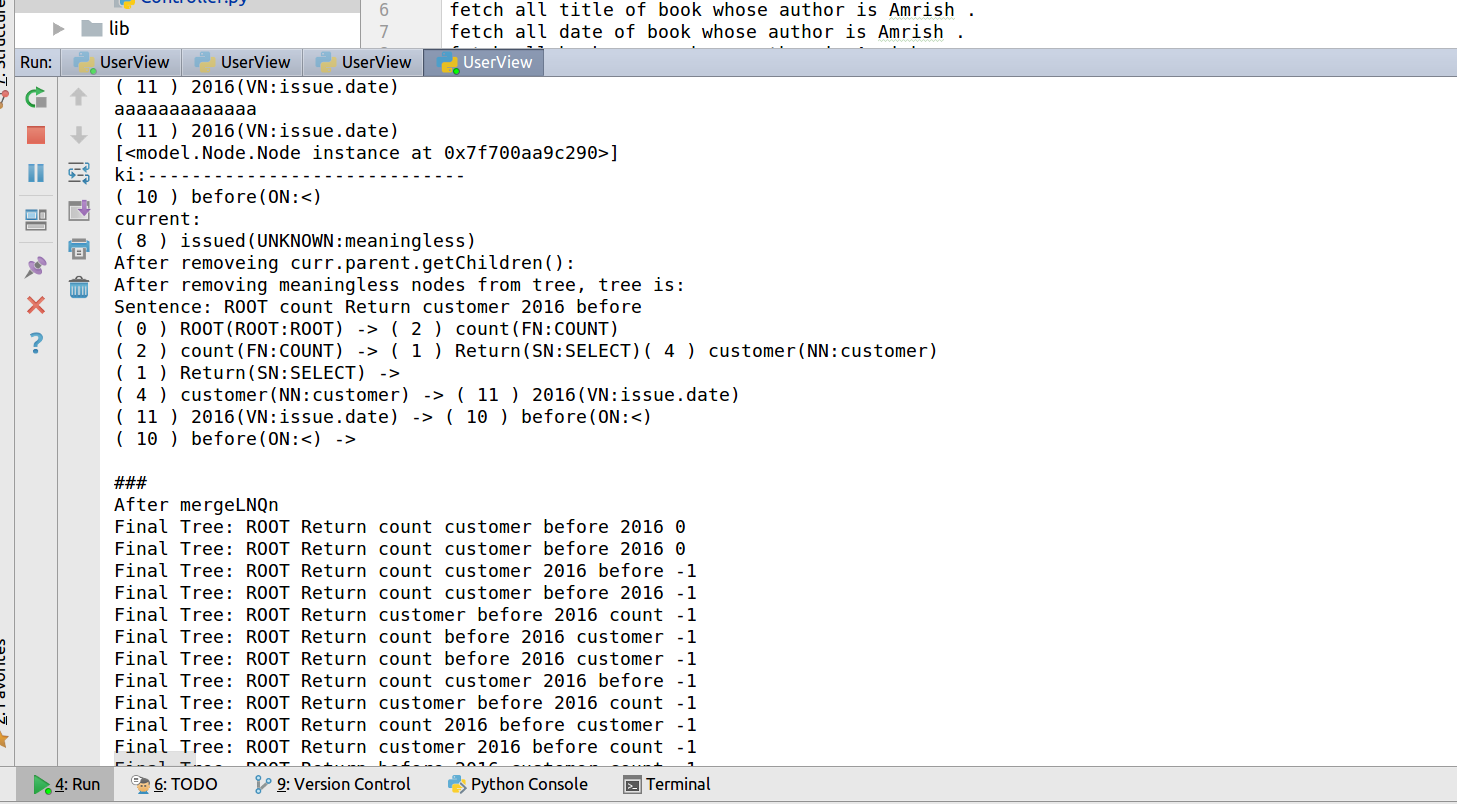 Controller.py
lib
6 fetch all title of book whose author is Amrish .
7 fetch all date of book whose author is Amrish .
Run: UserView UserView UserView UserView
( 11 ) 2016(VN:issue.date)
aaaaaaaaaaaaa
( 11 ) 2016(VN:issue.date)
[<model.Node.Node instance at 0x7f700aa9c290>]
ki:-----------------------------
( 10 ) before(ON:<)
current:
( 8 ) issued(UNKNOWN:meaningless)
After removeing curr.parent.getChildren():
After removing meaningless nodes from tree, tree is:
Sentence: ROOT count Return customer 2016 before
( 0 ) ROOT(ROOT:ROOT) -> ( 2 ) count(FN:COUNT)
( 2 ) count(FN:COUNT) -> ( 1 ) Return(SN:SELECT)( 4 ) customer(NN:customer)
( 1 ) Return(SN:SELECT) ->
( 4 ) customer(NN:customer) -> ( 11 ) 2016(VN:issue.date)
( 11 ) 2016(VN:issue.date) -> ( 10 ) before(ON:<)
( 10 ) before(ON:<) ->
###
After mergeLNQn
Final Tree: ROOT Return count customer before 2016 0
Final Tree: ROOT Return count customer before 2016 0
Final Tree: ROOT Return count customer 2016 before -1
Final Tree: ROOT Return count customer before 2016 -1
Final Tree: ROOT Return customer before 2016 count -1
Final Tree: ROOT Return count before 2016 customer -1
Final Tree: ROOT Return count before 2016 customer -1
Final Tree: ROOT Return count customer 2016 before -1
Final Tree: ROOT Return customer before 2016 count -1
Final Tree: ROOT Return count 2016 before customer -1
Final Tree: ROOT Return customer 2016 before count -1
Final Tree: ROOT Return before 2016 customer count -1
4: Run 6: TODO 9: Version Control Python Console Terminal